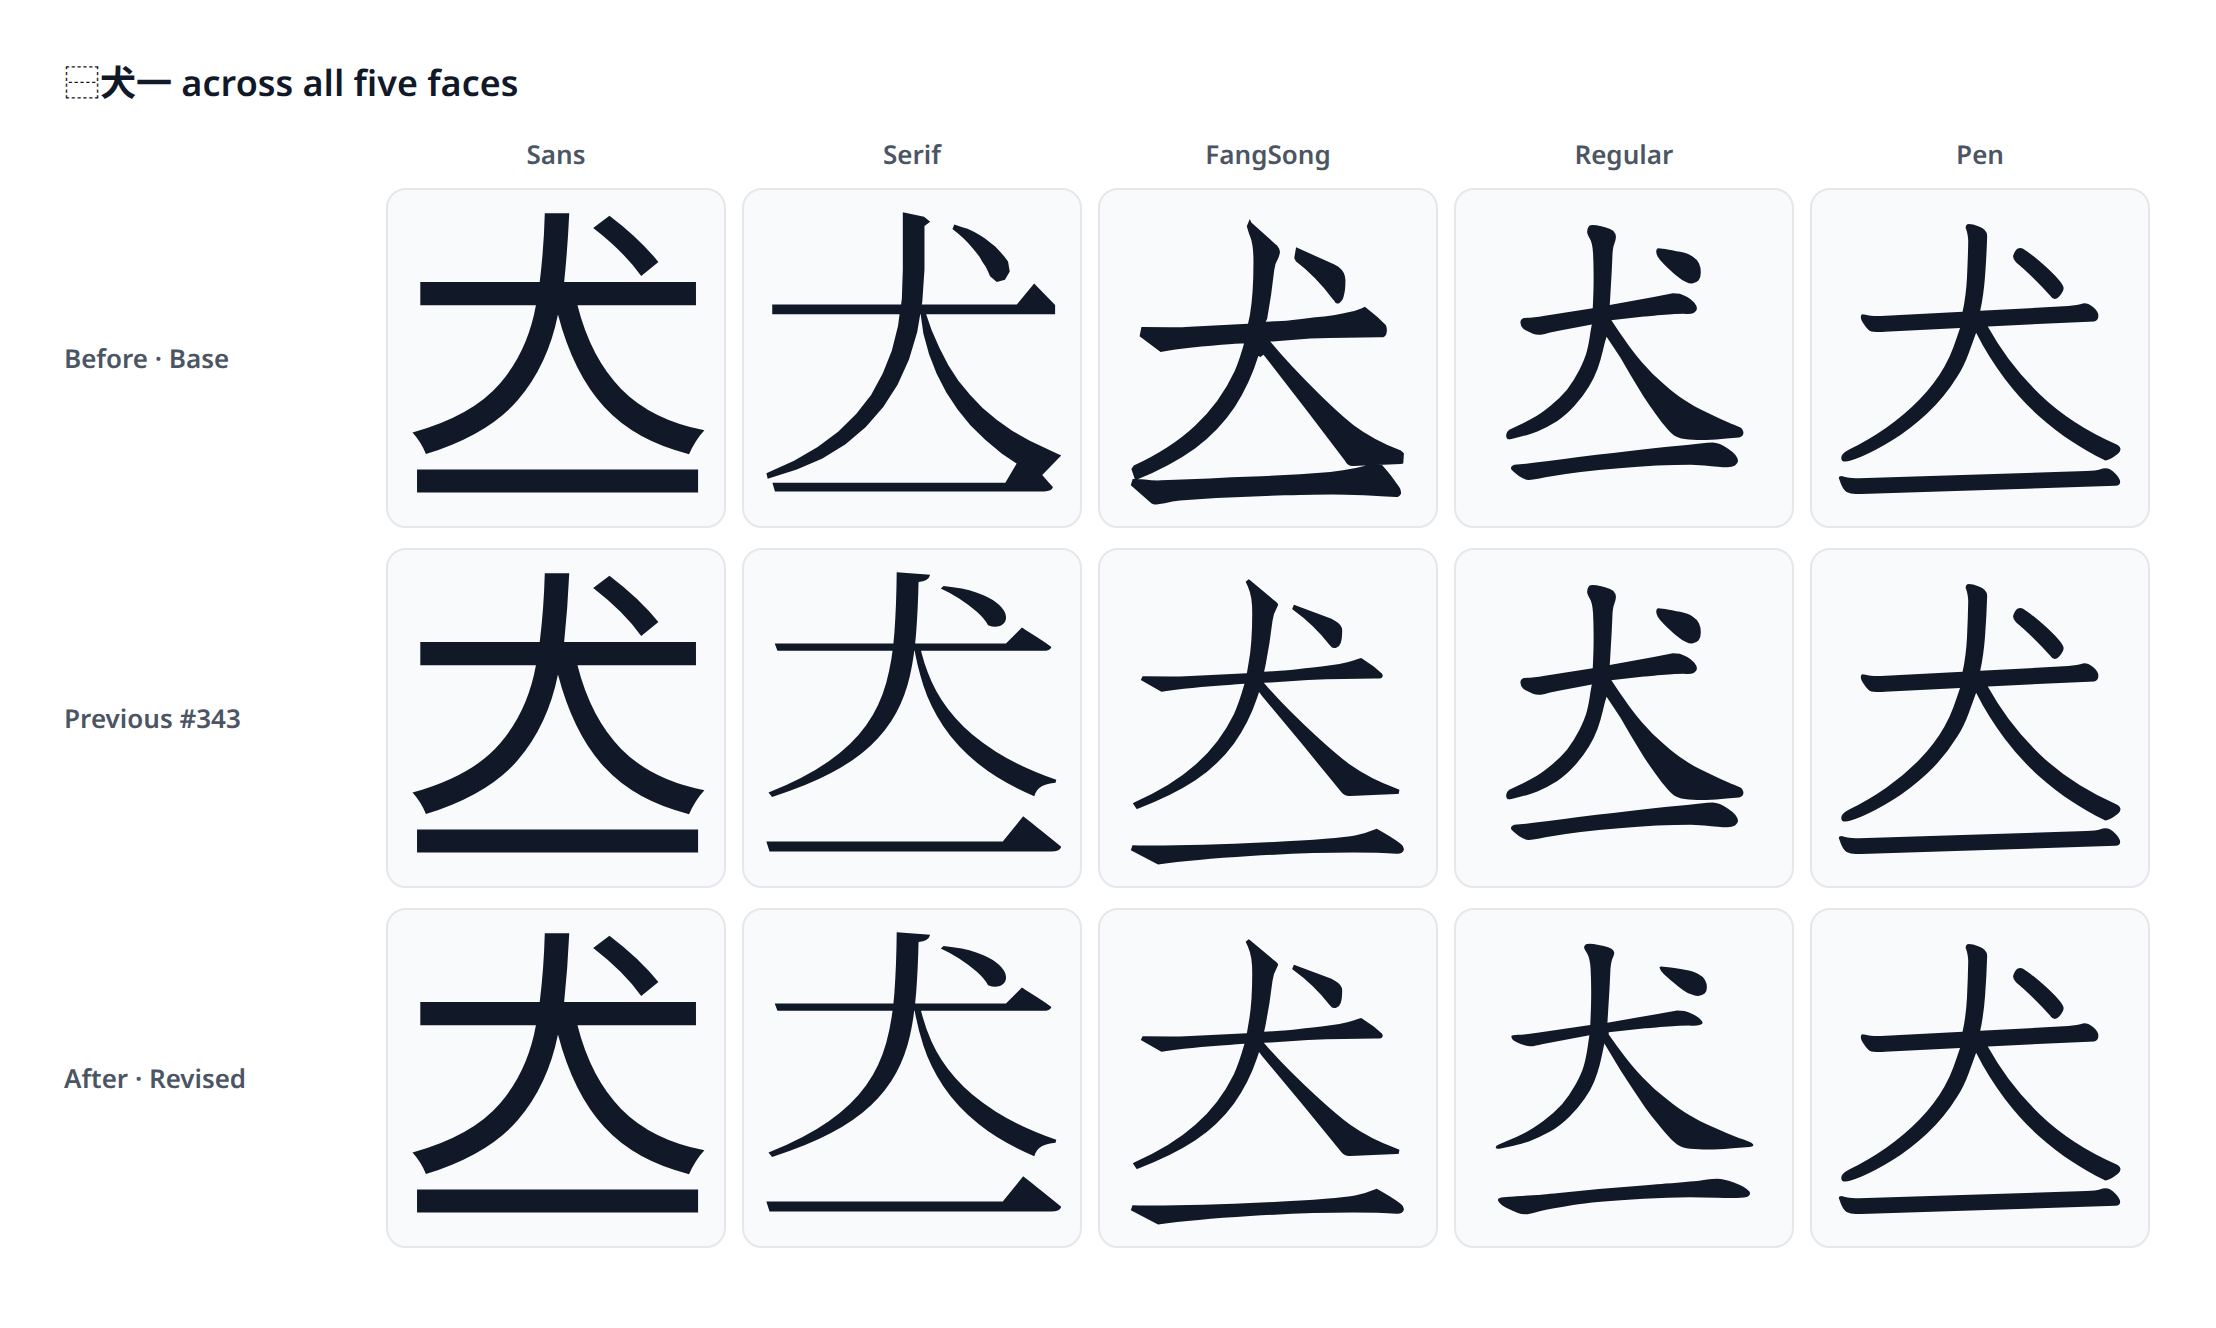 ⿱犬一 across all five faces
Sans Serif FangSong Regular Pen
Before · Base
Previous #343
After · Revised